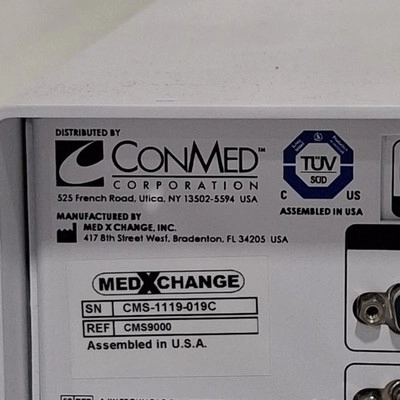 DISTRIBUTED BY
CONMED™
CORPORATION
525 French Road, Utica, NY 13502-5594 USA
MANUFACTURED BY
MED X CHANGE, INC.
417 8th Street West, Bradenton, FL 34205 USA
TÜV
SÜD
C US
ASSEMBLED IN USA
MEDXCHANGE
SN CMS-1119-019C
REF CMS9000
Assembled in U.S.A.